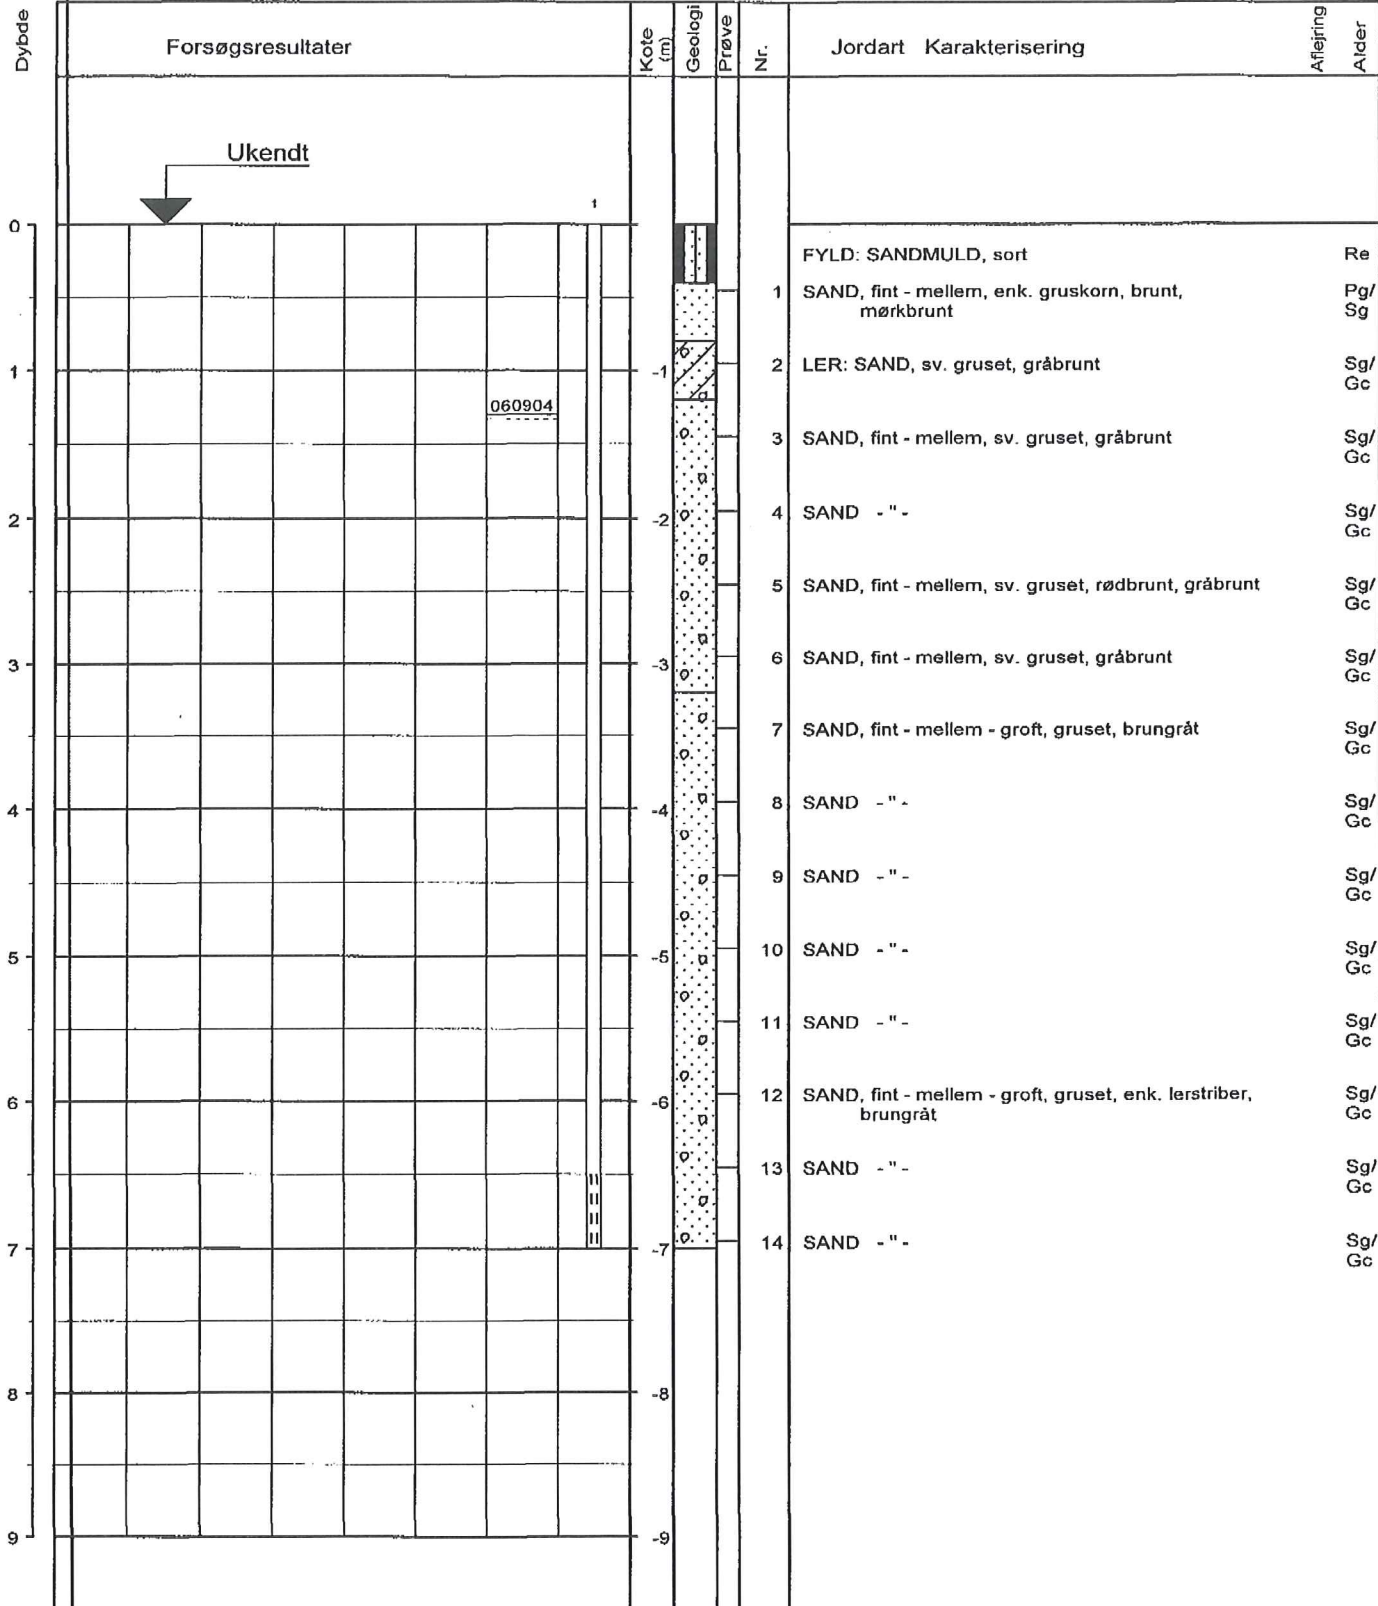 Dybde
Forsøgsresultater
Kote
(m)
Geologi
Prøve
Nr.
Jordart Karakterisering
Aflejring
Alder
Ukendt
1
0
FYLD: SANDMULD, sort Re
1 SAND, fint - mellem, enk. gruskorn, brunt, Pg/
mørkbrunt Sg
1 -1 2 LER: SAND, sv. gruset, gråbrunt Sg/
Gc
060904
3 SAND, fint - mellem, sv. gruset, gråbrunt Sg/
Gc
2 -2 4 SAND - " - Sg/
Gc
5 SAND, fint - mellem, sv. gruset, rødbrunt, gråbrunt Sg/
Gc
3 -3 6 SAND, fint - mellem, sv. gruset, gråbrunt Sg/
Gc
7 SAND, fint - mellem - groft, gruset, brungråt Sg/
Gc
4 -4 8 SAND - " - Sg/
Gc
9 SAND - " - Sg/
Gc
5 -5 10 SAND - " - Sg/
Gc
11 SAND - " - Sg/
Gc
6 -6 12 SAND, fint - mellem - groft, gruset, enk. lerstriber, Sg/
brungråt Gc
13 SAND - " - Sg/
Gc
7 -7 14 SAND - " - Sg/
Gc
8 -8
9 -9